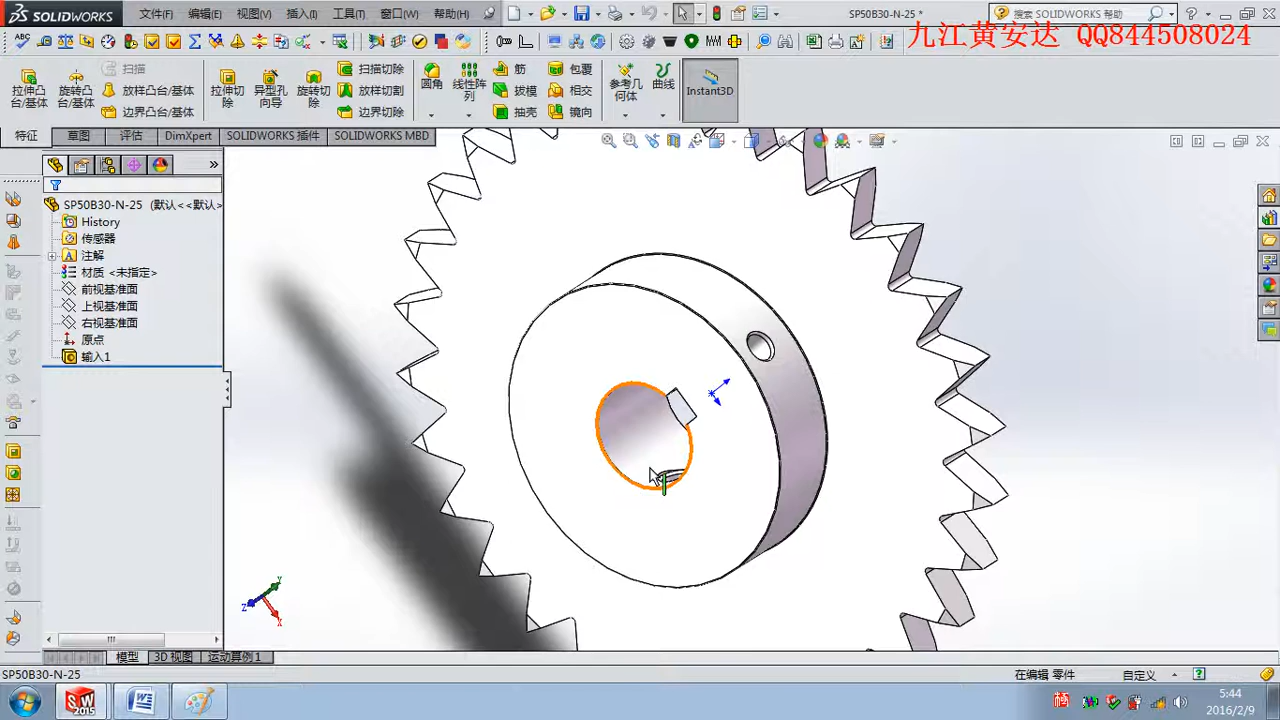 SOLIDWORKS 文件(F) 编辑(E) 视图(V) 插入(I) 工具(T) 窗口(W) 帮助(H) SP50B30-N-25 * 搜索 SOLIDWORKS 帮助
九江黄安达 QQ844508024
拉伸凸台/基体 旋转凸台/基体 扫描 放样凸台/基体 边界凸台/基体 拉伸切除 异型孔向导 旋转切除 扫描切除 放样切割 边界切除 圆角 线性阵列 筋 拔模 抽壳 包覆 相交 镜向 参考几何体 曲线 Instant3D
特征 草图 评估 DimXpert SOLIDWORKS 插件 SOLIDWORKS MBD
SP50B30-N-25 (默认<<默认>
History
传感器
注解
材质 <未指定>
前视基准面
上视基准面
右视基准面
原点
输入1
Y
Z
X
模型 3D 视图 运动算例1
SP50B30-N-25 在编辑 零件 自定义
SW 2015
5:44
2016/2/9